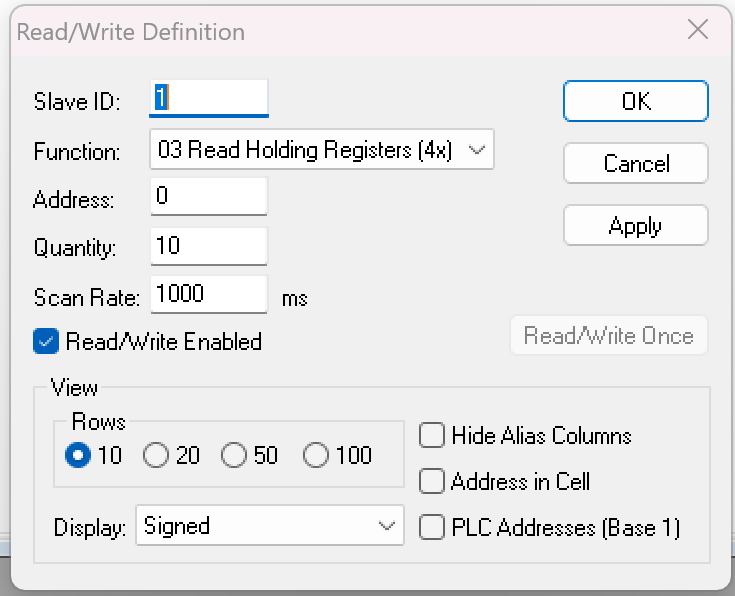 Read/Write Definition
Slave ID: 1
OK
Function: 03 Read Holding Registers (4x)
Cancel
Address: 0
Apply
Quantity: 10
Scan Rate: 1000 ms
Read/Write Enabled
Read/Write Once
View
Rows
10 20 50 100
Hide Alias Columns
Address in Cell
Display: Signed
PLC Addresses (Base 1)